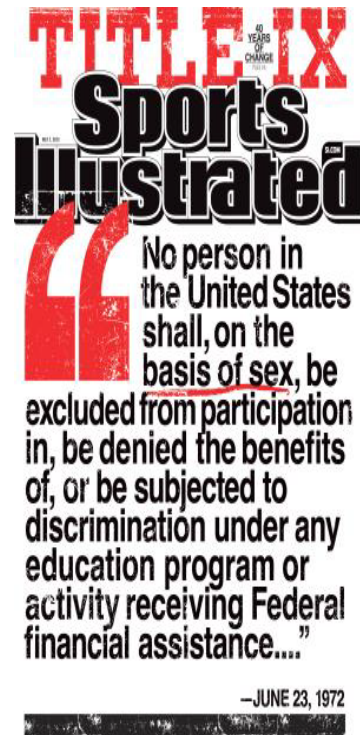 TITLE IX
40
YEARS
OF
CHANGE
Sports
SI.COM
Illustrated
“No person in
the United States
shall, on the
basis of sex, be
excluded from participation
in, be denied the benefits
of, or be subjected to
discrimination under any
education program or
activity receiving Federal
financial assistance....”
—JUNE 23, 1972